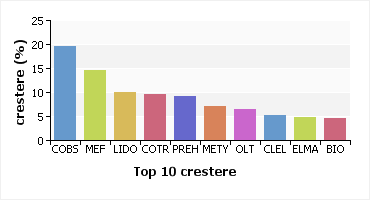 crestere (%)
25
20
15
10
5
0
COBS MEF LIDO COTR PREH METY OLT CLEL ELMA BIO
Top 10 crestere